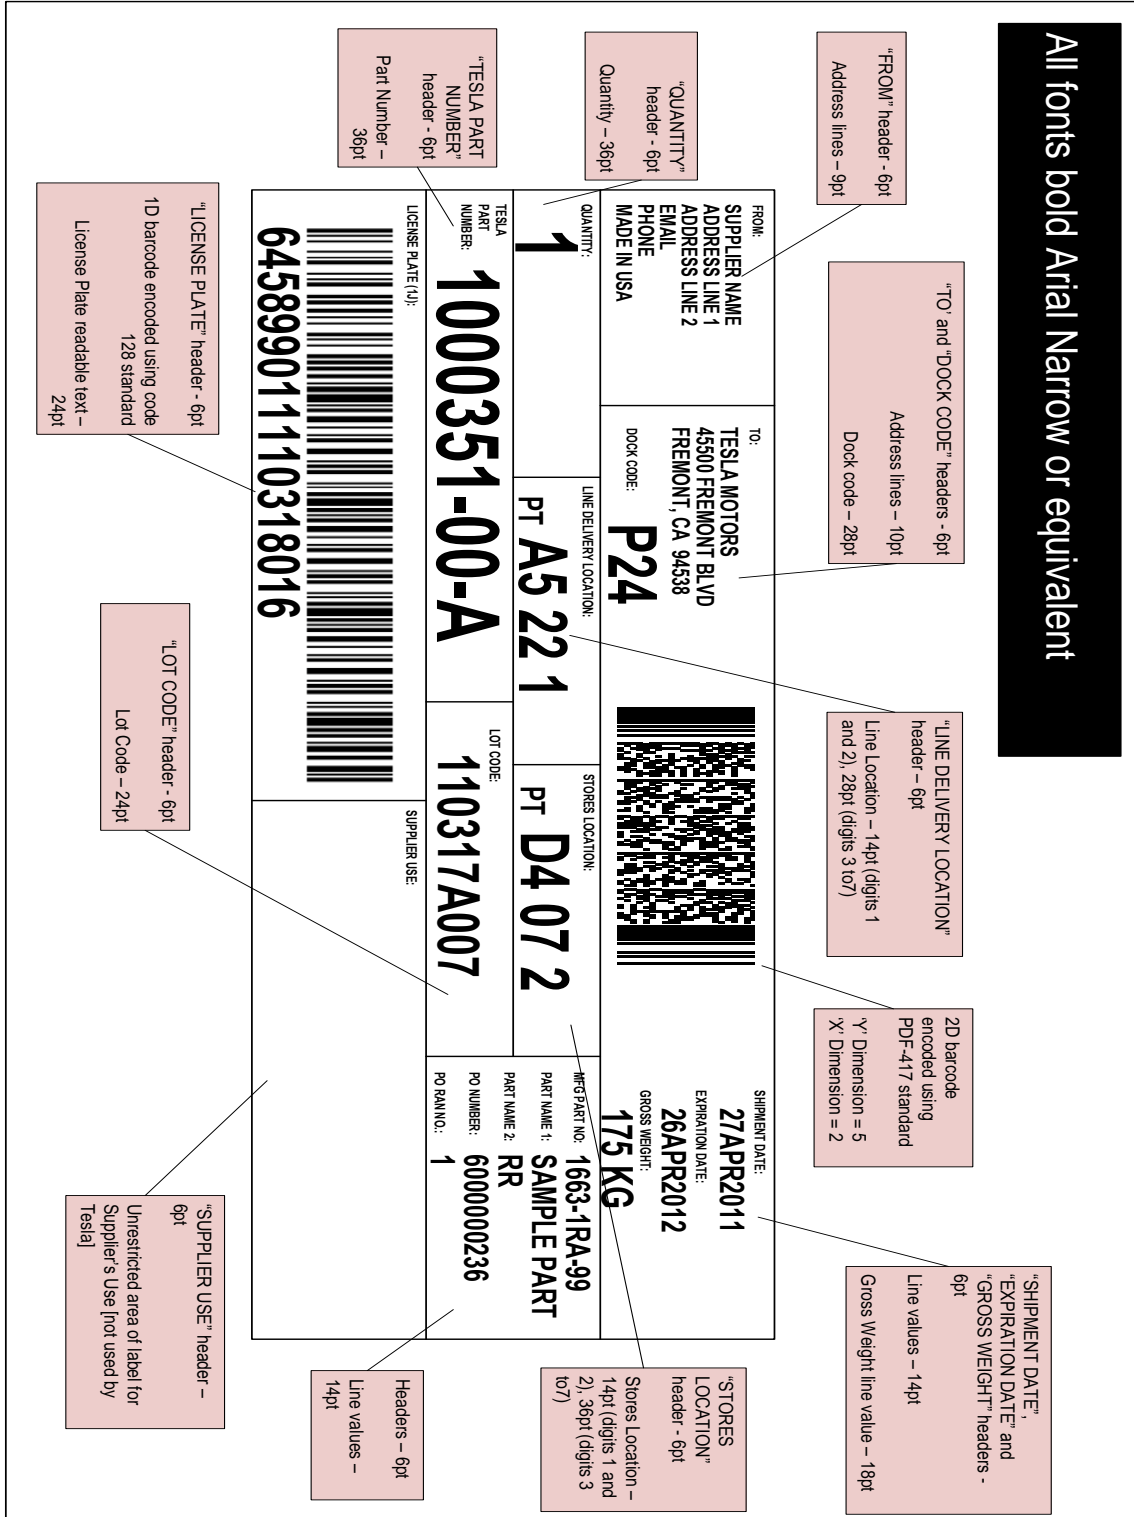 All fonts bold Arial Narrow or equivalent
“FROM” header - 6pt
Address lines – 9pt
“TO’ and “DOCK CODE” headers - 6pt
Address lines – 10pt
Dock code – 28pt
“LINE DELIVERY LOCATION”
header – 6pt
Line Location – 14pt (digits 1
and 2), 28pt (digits 3 to7)
2D barcode
encoded using
PDF-417 standard
‘Y’ Dimension = 5
‘X’ Dimension = 2
“SHIPMENT DATE”,
“EXPIRATION DATE” and
“GROSS WEIGHT” headers -
6pt
Line values – 14pt
Gross Weight line value – 18pt
“QUANTITY”
header - 6pt
Quantity – 36pt
“TESLA PART
NUMBER”
header - 6pt
Part Number –
36pt
FROM:
SUPPLIER NAME
ADDRESS LINE 1
ADDRESS LINE 2
EMAIL
PHONE
MADE IN USA
TO:
TESLA MOTORS
45500 FREMONT BLVD
FREMONT, CA 94538
DOCK CODE:
P24
SHIPMENT DATE:
27APR2011
EXPIRATION DATE:
26APR2012
GROSS WEIGHT:
175 KG
QUANTITY:
1
LINE DELIVERY LOCATION:
PT A5 22 1
STORES LOCATION:
PT D4 07 2
TESLA
PART
NUMBER:
1000351-00-A
LOT CODE:
110317A007
MFG PART NO: 1663-1RA-99
PART NAME 1: SAMPLE PART
PART NAME 2: RR
PO NUMBER: 6000000236
PO RAN NO.: 1
LICENSE PLATE (1J):
6458990111110318016
SUPPLIER USE:
“STORES
LOCATION”
header - 6pt
Stores Location –
14pt (digits 1 and
2), 36pt (digits 3
to7)
“LICENSE PLATE” header - 6pt
1D barcode encoded using code
128 standard
License Plate readable text –
24pt
“LOT CODE” header - 6pt
Lot Code – 24pt
“SUPPLIER USE” header –
6pt
Unrestricted area of label for
Supplier’s Use [not used by
Tesla]
Headers – 6pt
Line values –
14pt